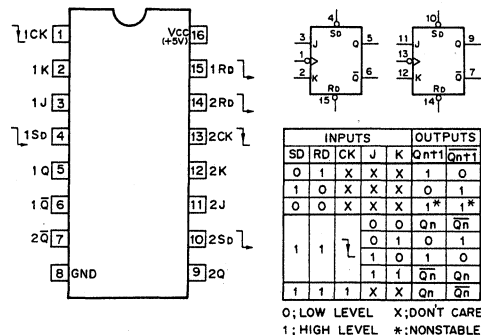 1CK 1
1K 2
1J 3
1SD 4
1Q 5
1Q̅ 6
2Q̅ 7
8 GND
VCC 16
(+5V)
15 1RD
14 2RD
13 2CK
12 2K
11 2J
10 2SD
9 2Q
4 SD
3 J Q 5
1
2 K Q̅ 6
RD
15
10 SD
11 J Q 9
13
12 K Q̅ 7
RD
14
INPUTS OUTPUTS
SD RD CK J K Qn+1 Q̅n̅+̅1̅
0 1 X X X 1 0
1 0 X X X 0 1
0 0 X X X 1* 1*
0 0 Qn Q̅n̅
0 1 0 1
1 1 1 0 1 0
1 1 Q̅n̅ Qn
1 1 1 X X Qn Q̅n̅
0; LOW LEVEL X; DON'T CARE
1; HIGH LEVEL *; NONSTABLE